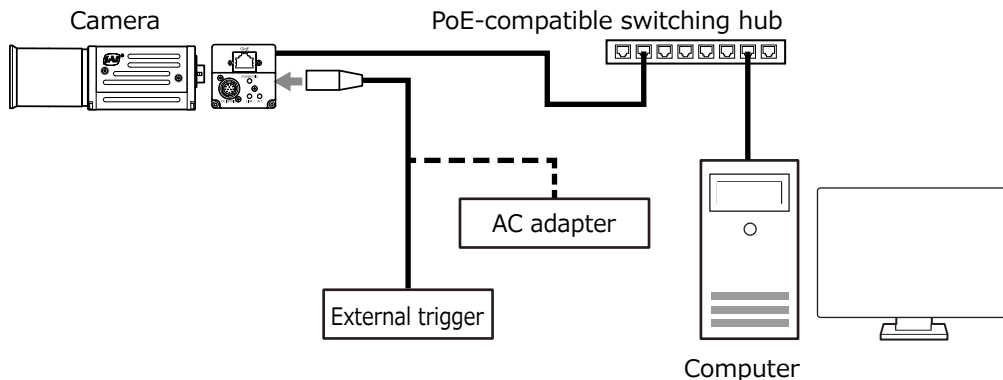 Camera
PoE-compatible switching hub
AC adapter
External trigger
Computer